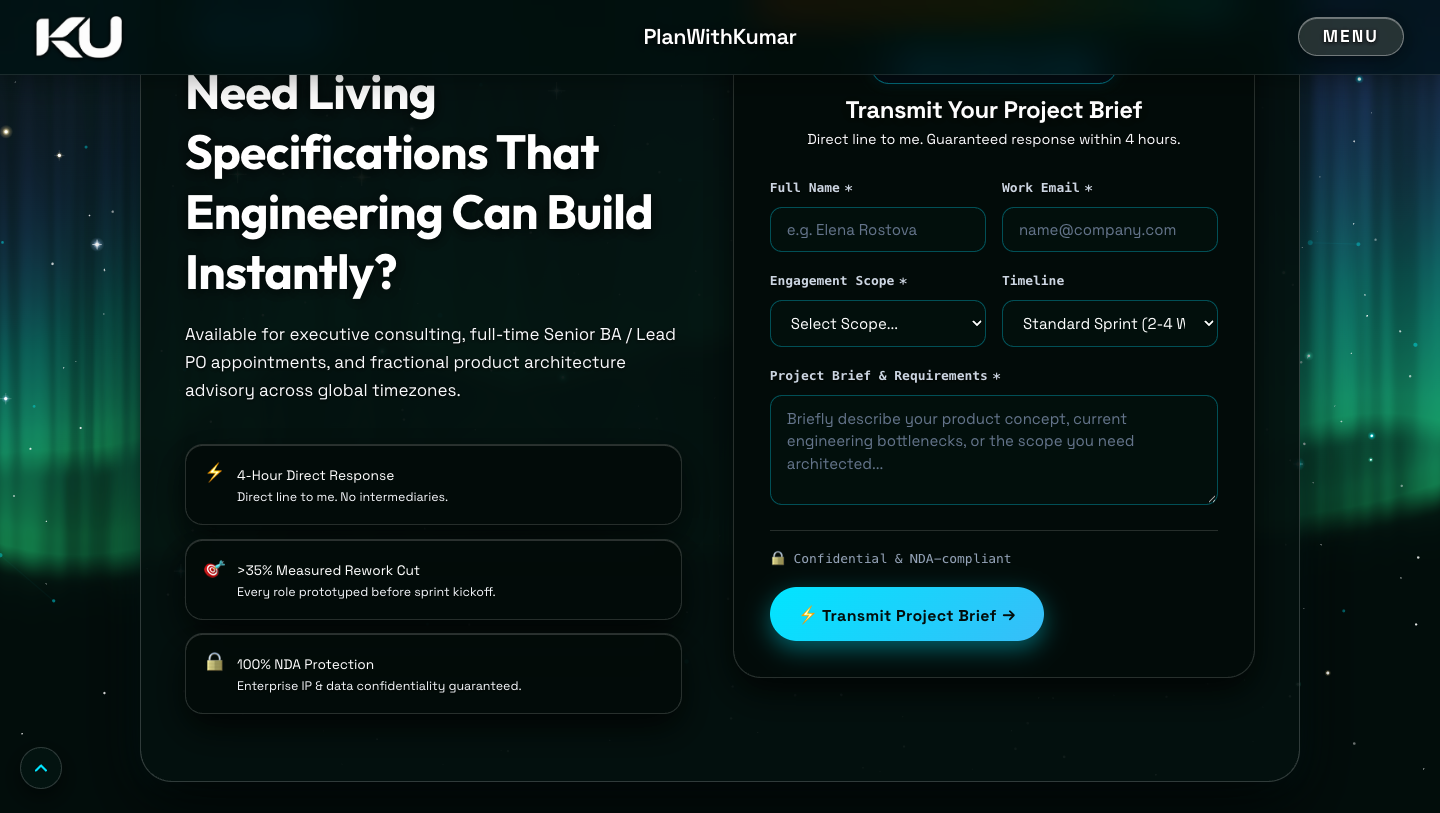 KU
PlanWithKumar
MENU
Need Living
Specifications That
Engineering Can Build
Instantly?
Available for executive consulting, full-time Senior BA / Lead
PO appointments, and fractional product architecture
advisory across global timezones.
⚡ 4-Hour Direct Response
Direct line to me. No intermediaries.
🎯 >35% Measured Rework Cut
Every role prototyped before sprint kickoff.
🔒 100% NDA Protection
Enterprise IP & data confidentiality guaranteed.
Transmit Your Project Brief
Direct line to me. Guaranteed response within 4 hours.
Full Name *
Work Email *
e.g. Elena Rostova
name@company.com
Engagement Scope *
Timeline
Select Scope...
Standard Sprint (2-4 W
Project Brief & Requirements *
Briefly describe your product concept, current
engineering bottlenecks, or the scope you need
architected...
🔒 Confidential & NDA-compliant
⚡ Transmit Project Brief →